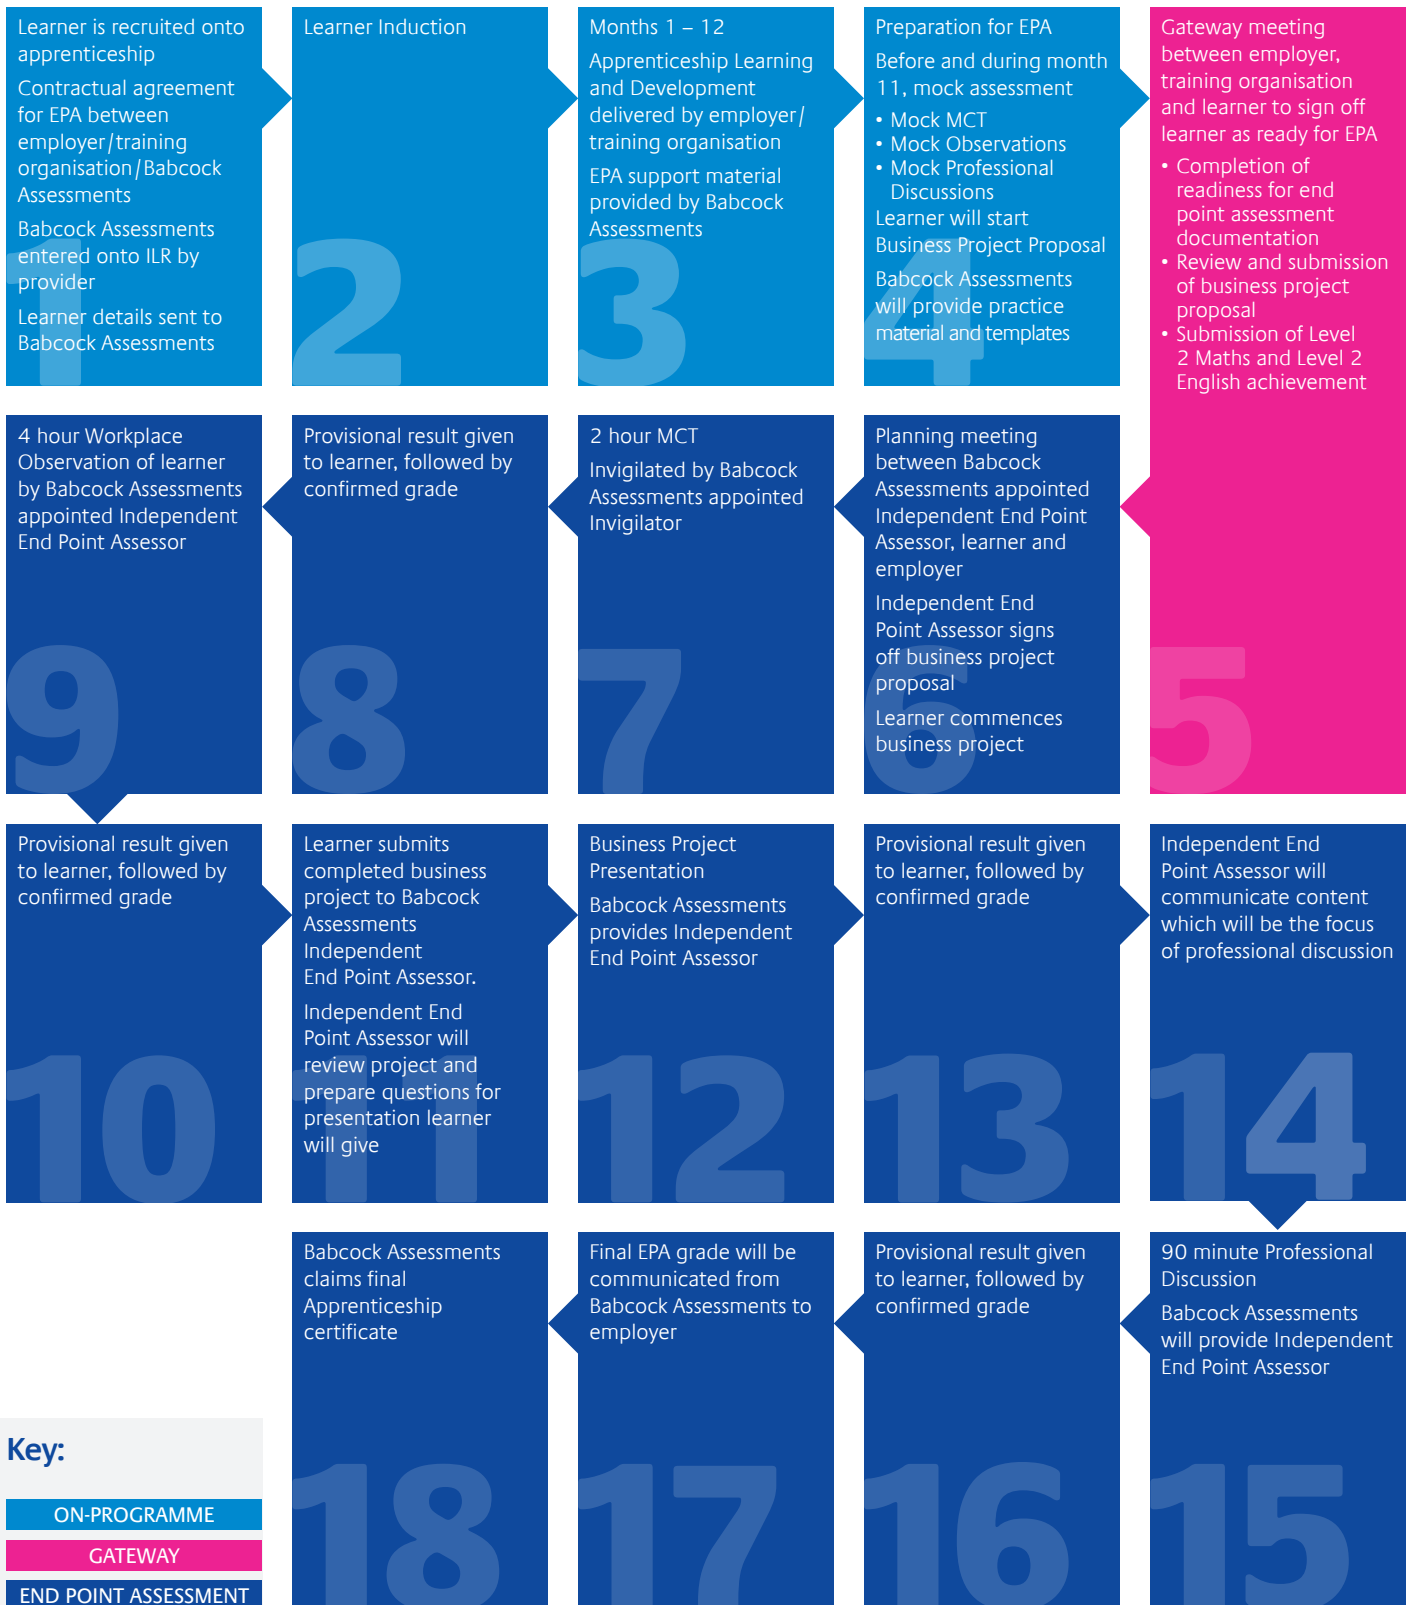 Learner is recruited onto
apprenticeship
Contractual agreement
for EPA between
employer/training
organisation/Babcock
Assessments
Babcock Assessments
entered onto ILR by
provider
Learner details sent to
Babcock Assessments
1
Learner Induction
2
Months 1 – 12
Apprenticeship Learning
and Development
delivered by employer/
training organisation
EPA support material
provided by Babcock
Assessments
3
Preparation for EPA
Before and during month
11, mock assessment
• Mock MCT
• Mock Observations
• Mock Professional
Discussions
Learner will start
Business Project Proposal
Babcock Assessments
will provide practice
material and templates
4
Gateway meeting
between employer,
training organisation
and learner to sign off
learner as ready for EPA
• Completion of
readiness for end
point assessment
documentation
• Review and submission
of business project
proposal
• Submission of Level
2 Maths and Level 2
English achievement
5
Planning meeting
between Babcock
Assessments appointed
Independent End Point
Assessor, learner and
employer
Independent End
Point Assessor signs
off business project
proposal
Learner commences
business project
6
2 hour MCT
Invigilated by Babcock
Assessments appointed
Invigilator
7
Provisional result given
to learner, followed by
confirmed grade
8
4 hour Workplace
Observation of learner
by Babcock Assessments
appointed Independent
End Point Assessor
9
Provisional result given
to learner, followed by
confirmed grade
10
Learner submits
completed business
project to Babcock
Assessments
Independent
End Point Assessor.
Independent End
Point Assessor will
review project and
prepare questions for
presentation learner
will give
11
Business Project
Presentation
Babcock Assessments
provides Independent
End Point Assessor
12
Provisional result given
to learner, followed by
confirmed grade
13
Independent End
Point Assessor will
communicate content
which will be the focus
of professional discussion
14
90 minute Professional
Discussion
Babcock Assessments
will provide Independent
End Point Assessor
15
Provisional result given
to learner, followed by
confirmed grade
16
Final EPA grade will be
communicated from
Babcock Assessments to
employer
17
Babcock Assessments
claims final
Apprenticeship
certificate
18
Key:
ON-PROGRAMME
GATEWAY
END POINT ASSESSMENT